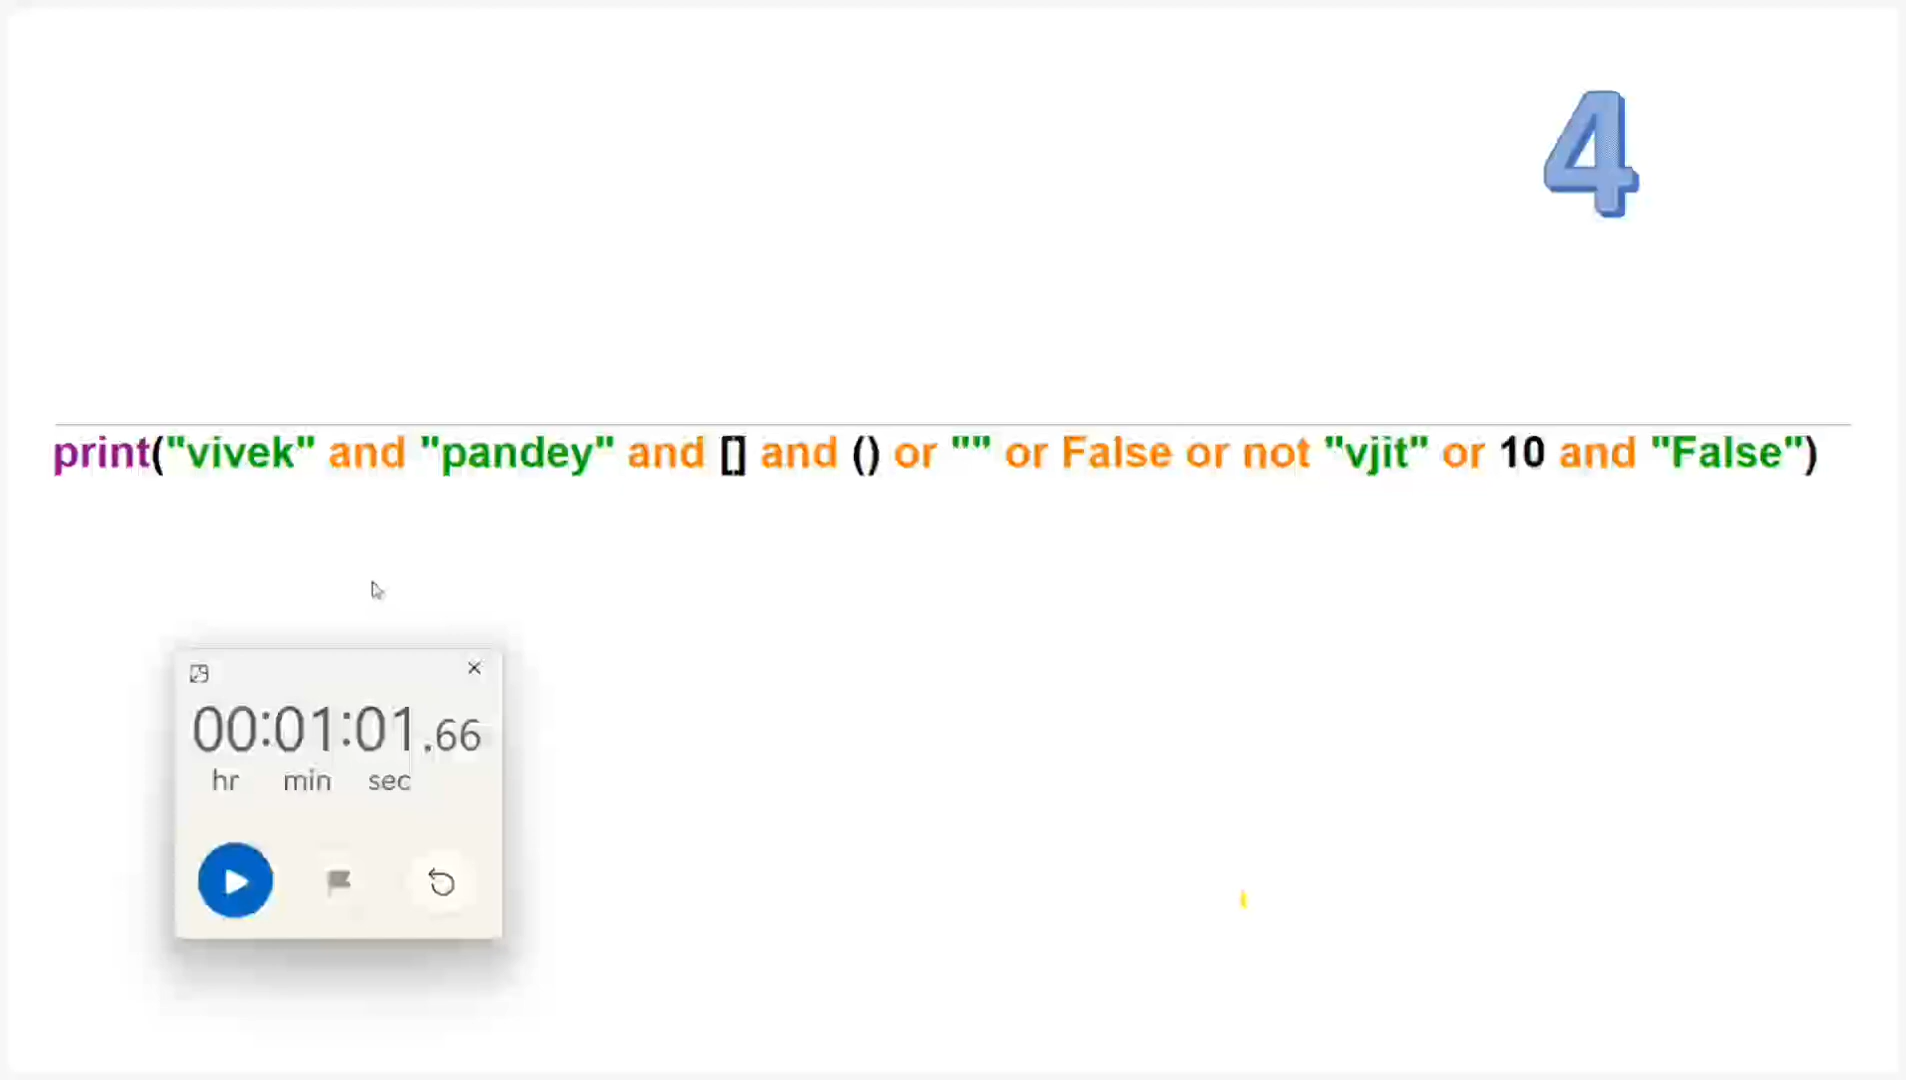 4
print("vivek" and "pandey" and [] and () or "" or False or not "vjit" or 10 and "False")
00:01:01.66
hr min sec